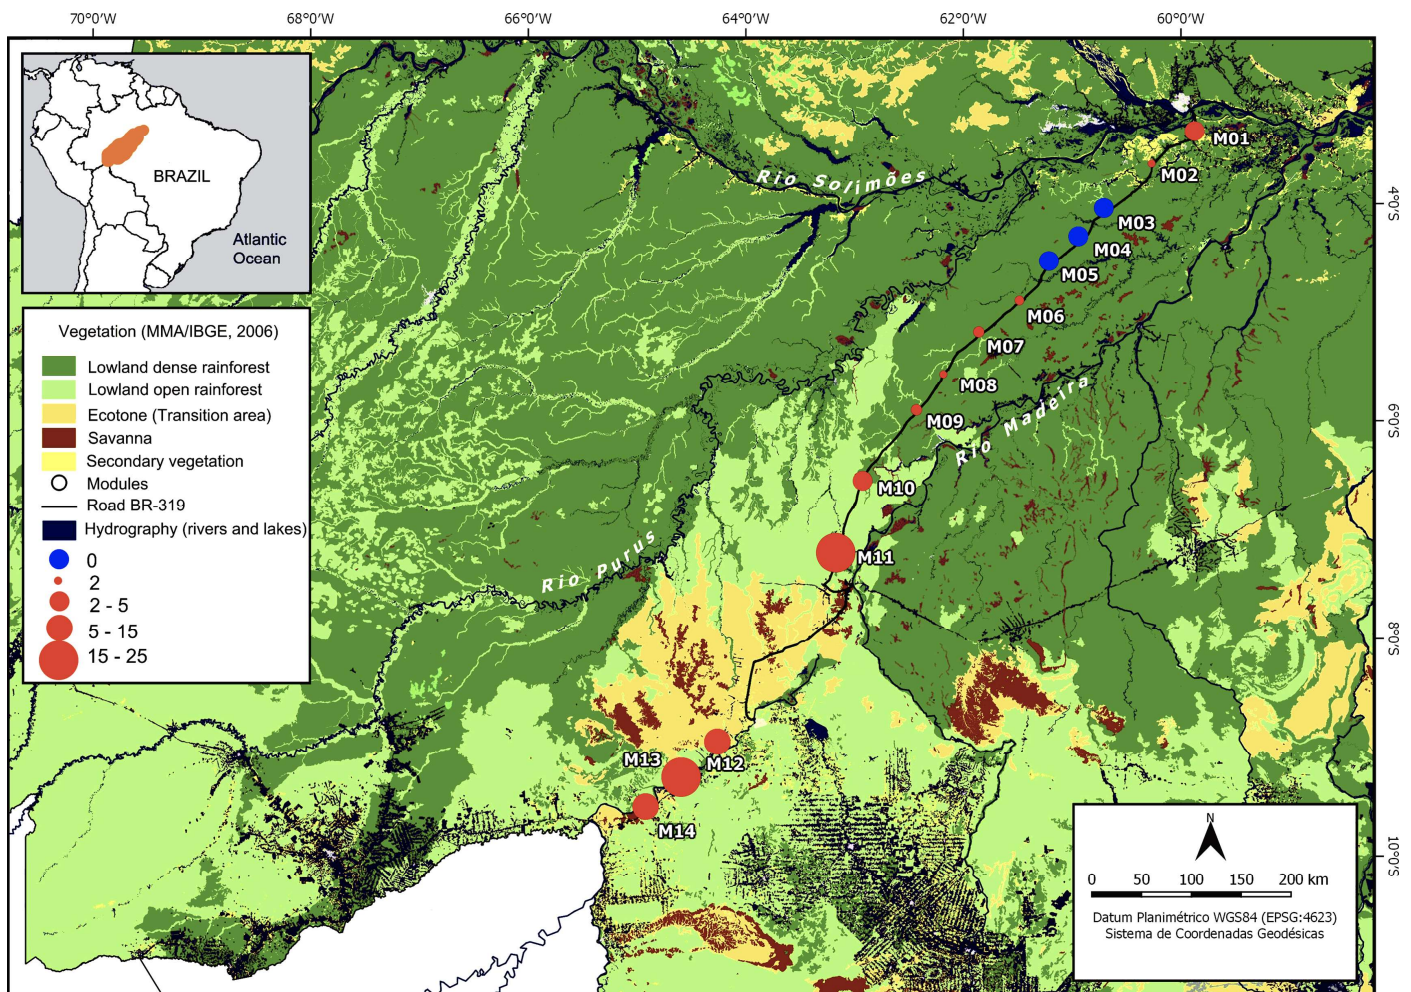 70°0'W 68°0'W 66°0'W 64°0'W 62°0'W 60°0'W
BRAZIL
Atlantic
Ocean
Vegetation (MMA/IBGE, 2006)
Lowland dense rainforest
Lowland open rainforest
Ecotone (Transition area)
Savanna
Secondary vegetation
Modules
Road BR-319
Hydrography (rivers and lakes)
0
2
2 - 5
5 - 15
15 - 25
Rio Solimões
Rio Madeira
Rio Purus
M01
M02
M03
M04
M05
M06
M07
M08
M09
M10
M11
M12
M13
M14
4°0'S
6°0'S
8°0'S
10°0'S
N
0 50 100 150 200 km
Datum Planimétrico WGS84 (EPSG:4623)
Sistema de Coordenadas Geodésicas